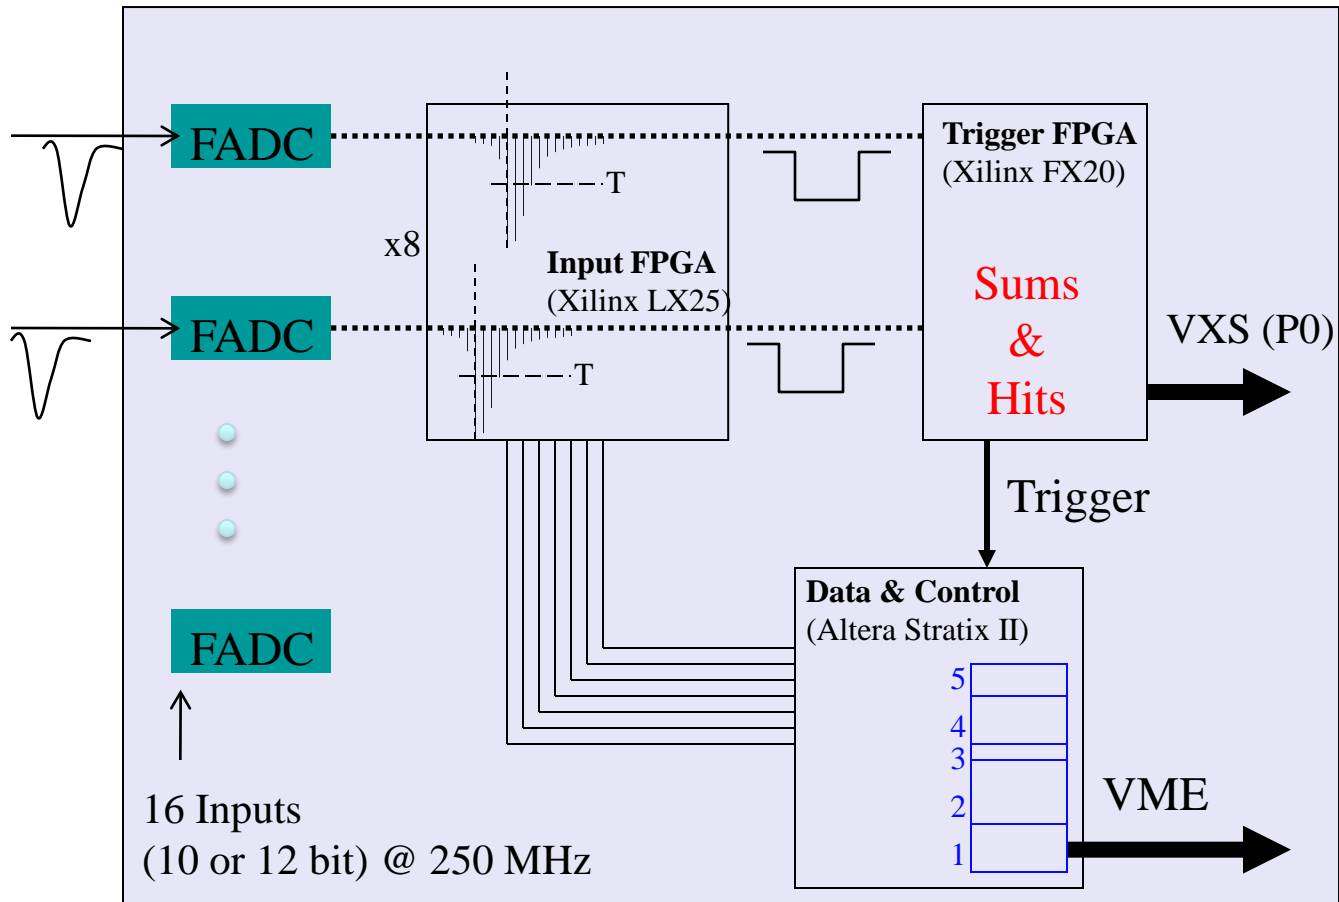 FADC
T
x8
Input FPGA
(Xilinx LX25)
Trigger FPGA
(Xilinx FX20)
Sums
&
Hits
VXS (P0)
FADC
T
Trigger
FADC
Data & Control
(Altera Stratix II)
5
4
3
2
1
VME
16 Inputs
(10 or 12 bit) @ 250 MHz